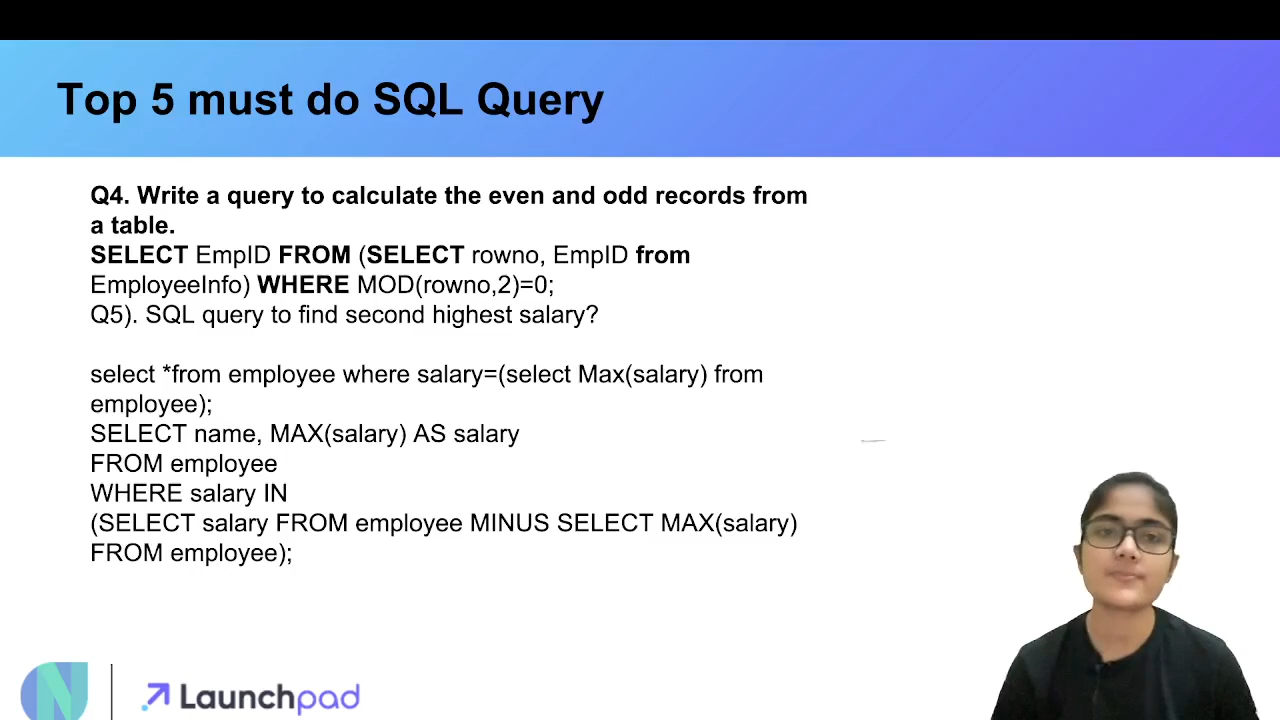 Top 5 must do SQL Query
Q4. Write a query to calculate the even and odd records from
a table.
SELECT EmpID FROM (SELECT rowno, EmpID from
EmployeeInfo) WHERE MOD(rowno,2)=0;
Q5). SQL query to find second highest salary?
select *from employee where salary=(select Max(salary) from
employee);
SELECT name, MAX(salary) AS salary
FROM employee
WHERE salary IN
(SELECT salary FROM employee MINUS SELECT MAX(salary)
FROM employee);
N
Launchpad